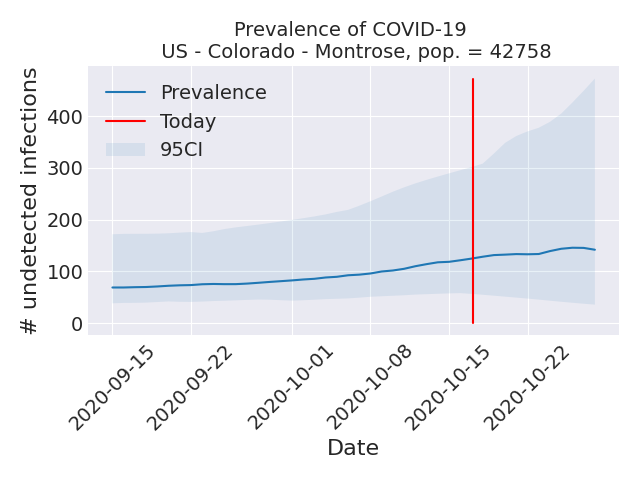 Prevalence of COVID-19
US - Colorado - Montrose, pop. = 42758
Prevalence
Today
95CI
# undetected infections
400
300
200
100
0
2020-09-15
2020-09-22
2020-10-01
2020-10-08
2020-10-15
2020-10-22
Date